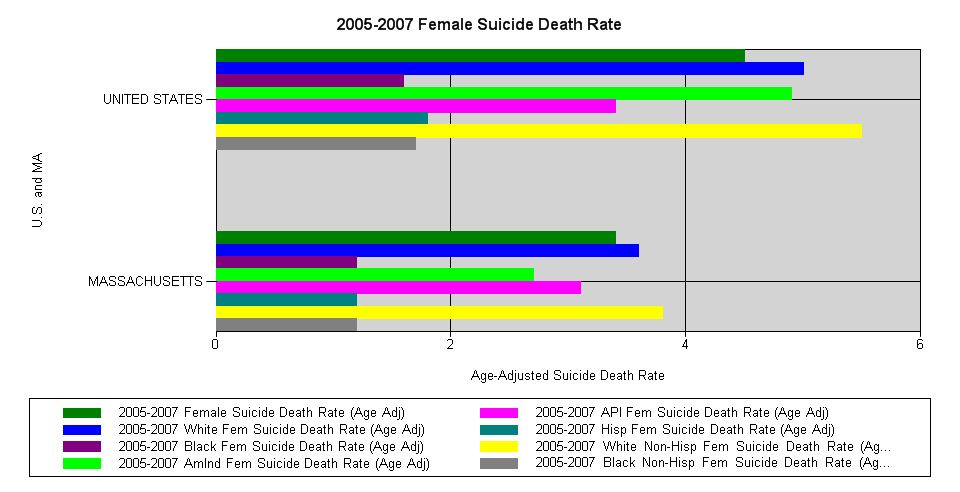 2005-2007 Female Suicide Death Rate
UNITED STATES
U.S. and MA
MASSACHUSETTS
0 2 4 6
Age-Adjusted Suicide Death Rate
2005-2007 Female Suicide Death Rate (Age Adj)
2005-2007 White Fem Suicide Death Rate (Age Adj)
2005-2007 Black Fem Suicide Death Rate (Age Adj)
2005-2007 AmInd Fem Suicide Death Rate (Age Adj)
2005-2007 API Fem Suicide Death Rate (Age Adj)
2005-2007 Hisp Fem Suicide Death Rate (Age Adj)
2005-2007 White Non-Hisp Fem Suicide Death Rate (Ag...
2005-2007 Black Non-Hisp Fem Suicide Death Rate (Ag...